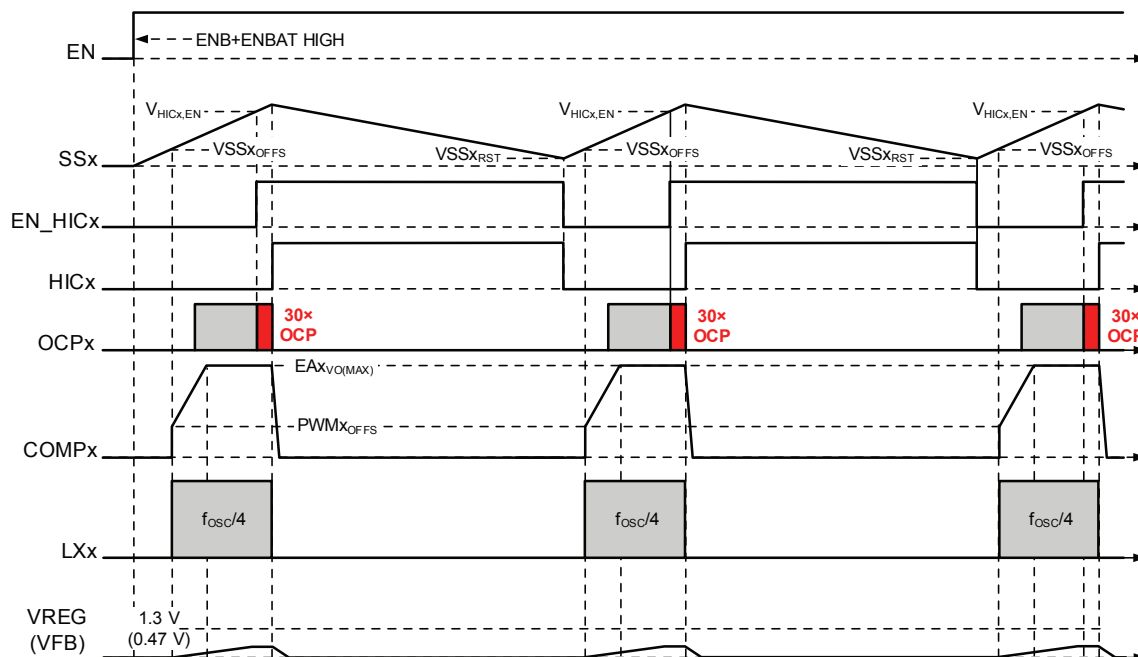 EN
ENB+ENBAT HIGH
SSx
VHICx,EN
VSSxOFFS
VSSxRST
VHICx,EN
VSSxOFFS
VSSxRST
VHICx,EN
VSSxOFFS
EN_HICx
HICx
OCPx
30×
OCP
30×
OCP
30×
OCP
COMPx
EAxVO(MAX)
PWMxOFFS
LXx
fOSC/4
fOSC/4
fOSC/4
VREG
(VFB)
1.3 V
(0.47 V)